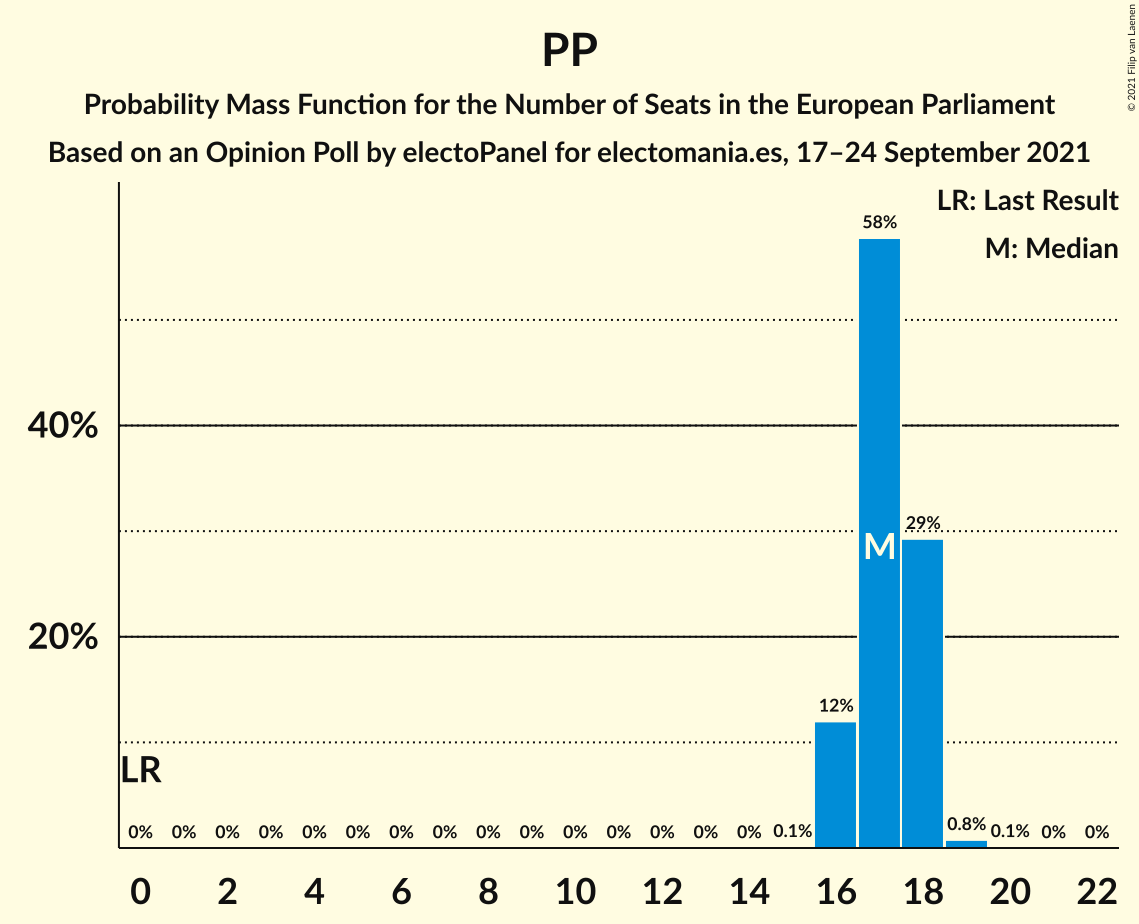 PP
Probability Mass Function for the Number of Seats in the European Parliament
Based on an Opinion Poll by electoPanel for electomania.es, 17–24 September 2021
© 2021 Filip van Laenen
LR: Last Result
M: Median
58%
40%
29%
M
20%
12%
LR
0% 0% 0% 0% 0% 0% 0% 0% 0% 0% 0% 0% 0% 0% 0% 0.1% 0.8% 0.1% 0% 0%
0 2 4 6 8 10 12 14 16 18 20 22